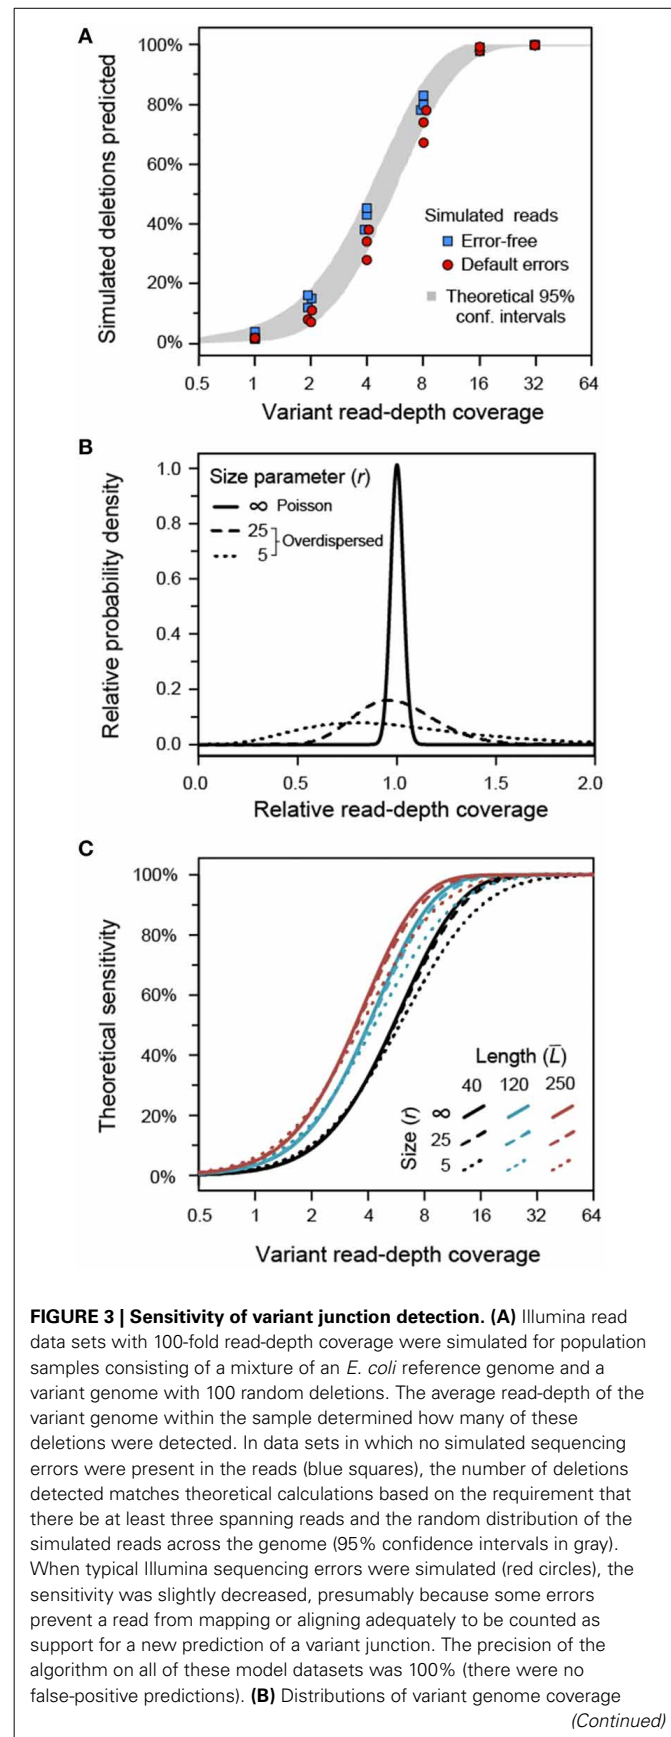 A
100%
80%
60%
40%
20%
0%
Simulated deletions predicted
Simulated reads
Error-free
Default errors
Theoretical 95%
conf. intervals
0.5 1 2 4 8 16 32 64
Variant read-depth coverage
B
1.0
0.8
0.6
0.4
0.2
0.0
Relative probability density
Size parameter (r)
∞ Poisson
25
5
Overdispersed
0.0 0.5 1.0 1.5 2.0
Relative read-depth coverage
C
100%
80%
60%
40%
20%
0%
Theoretical sensitivity
Length (L̅)
40 120 250
Size (r)
∞
25
5
0.5 1 2 4 8 16 32 64
Variant read-depth coverage
FIGURE 3 | Sensitivity of variant junction detection. (A) Illumina read
data sets with 100-fold read-depth coverage were simulated for population
samples consisting of a mixture of an E. coli reference genome and a
variant genome with 100 random deletions. The average read-depth of the
variant genome within the sample determined how many of these
deletions were detected. In data sets in which no simulated sequencing
errors were present in the reads (blue squares), the number of deletions
detected matches theoretical calculations based on the requirement that
there be at least three spanning reads and the random distribution of the
simulated reads across the genome (95% confidence intervals in gray).
When typical Illumina sequencing errors were simulated (red circles), the
sensitivity was slightly decreased, presumably because some errors
prevent a read from mapping or aligning adequately to be counted as
support for a new prediction of a variant junction. The precision of the
algorithm on all of these model datasets was 100% (there were no
false-positive predictions). (B) Distributions of variant genome coverage
(Continued)